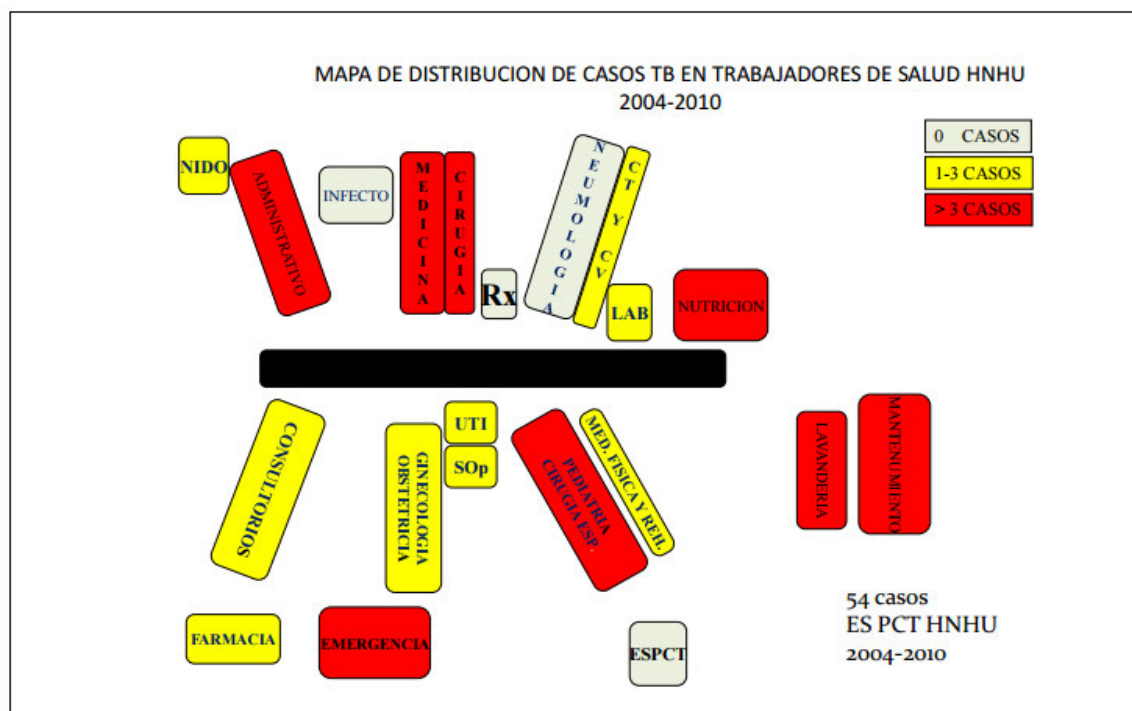 MAPA DE DISTRIBUCION DE CASOS TB EN TRABAJADORES DE SALUD HNHU
2004-2010
0 CASOS
1-3 CASOS
> 3 CASOS
NIDO
ADMINISTRATIVO
INFECTO
MEDICINA
CIRUGIA
Rx
NEUMOLOGIA
CT Y CV
LAB
NUTRICION
CONSULTORIOS
GINECOLOGIA
OBSTETRICIA
UTI
SOp
PEDIATRIA
CIRUGIA ESP.
MED. FISICA Y REH.
LAVANDERIA
MANTENUMIENTO
FARMACIA
EMERGENCIA
ESPCT
54 casos
ES PCT HNHU
2004-2010